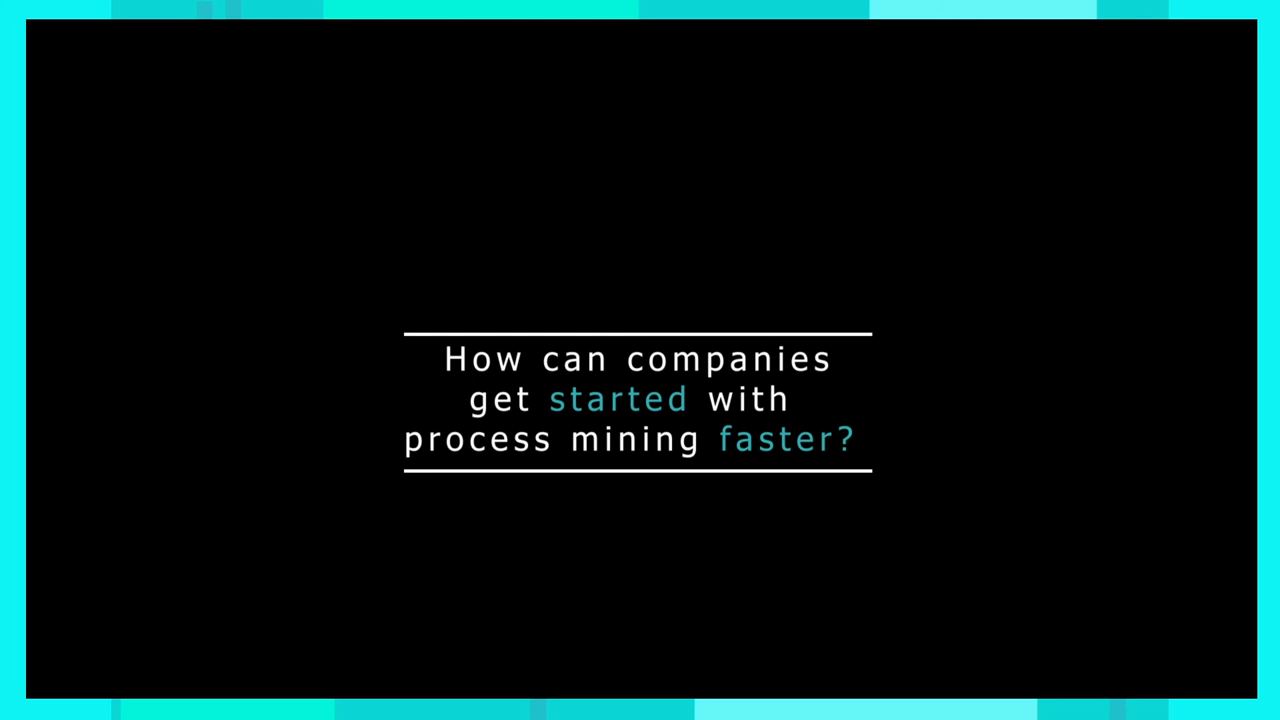 How can companies
get started with
process mining faster?